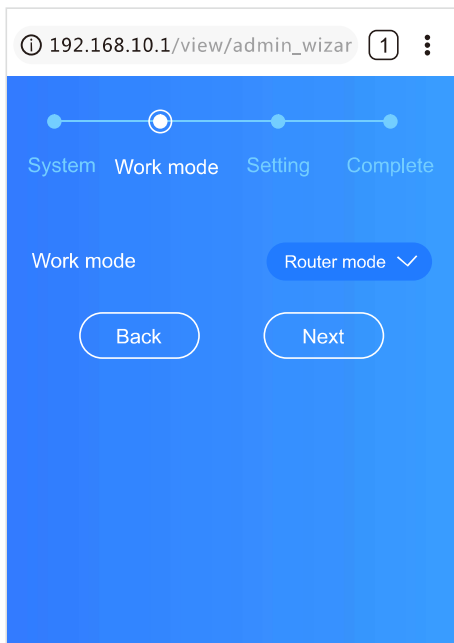 192.168.10.1/view/admin_wizar 1
System Work mode Setting Complete
Work mode Router mode
Back Next